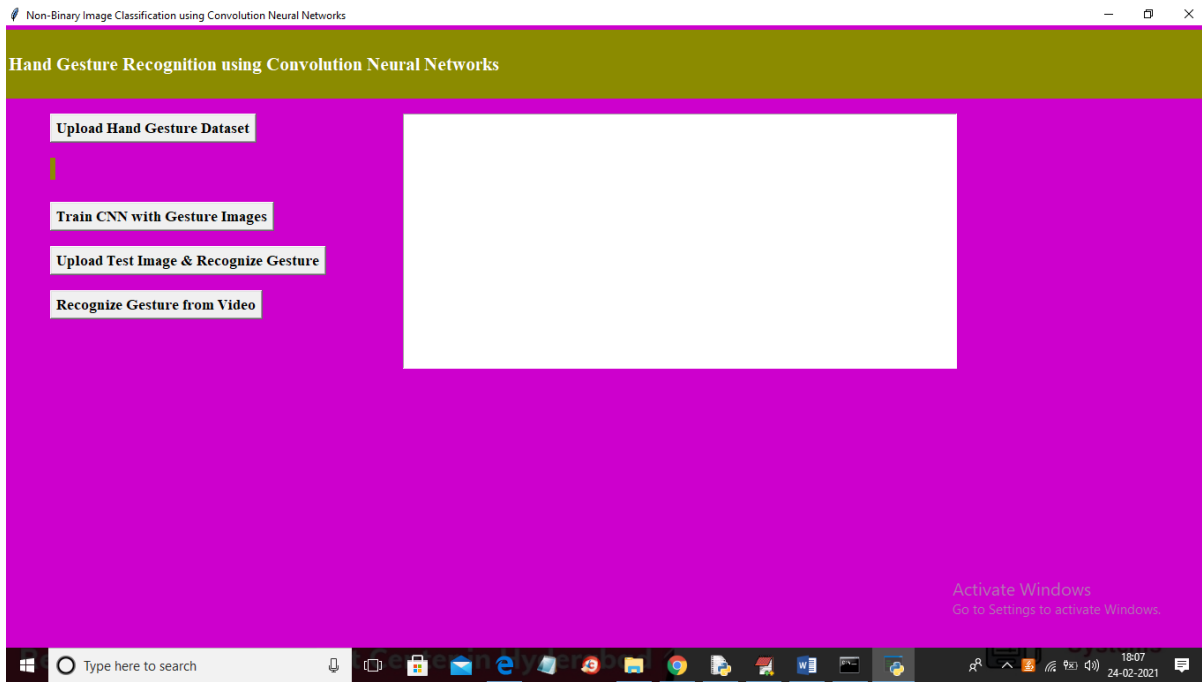 Non-Binary Image Classification using Convolution Neural Networks
Hand Gesture Recognition using Convolution Neural Networks
Upload Hand Gesture Dataset
Train CNN with Gesture Images
Upload Test Image & Recognize Gesture
Recognize Gesture from Video
Activate Windows
Go to Settings to activate Windows.
Type here to search
18:07
24-02-2021